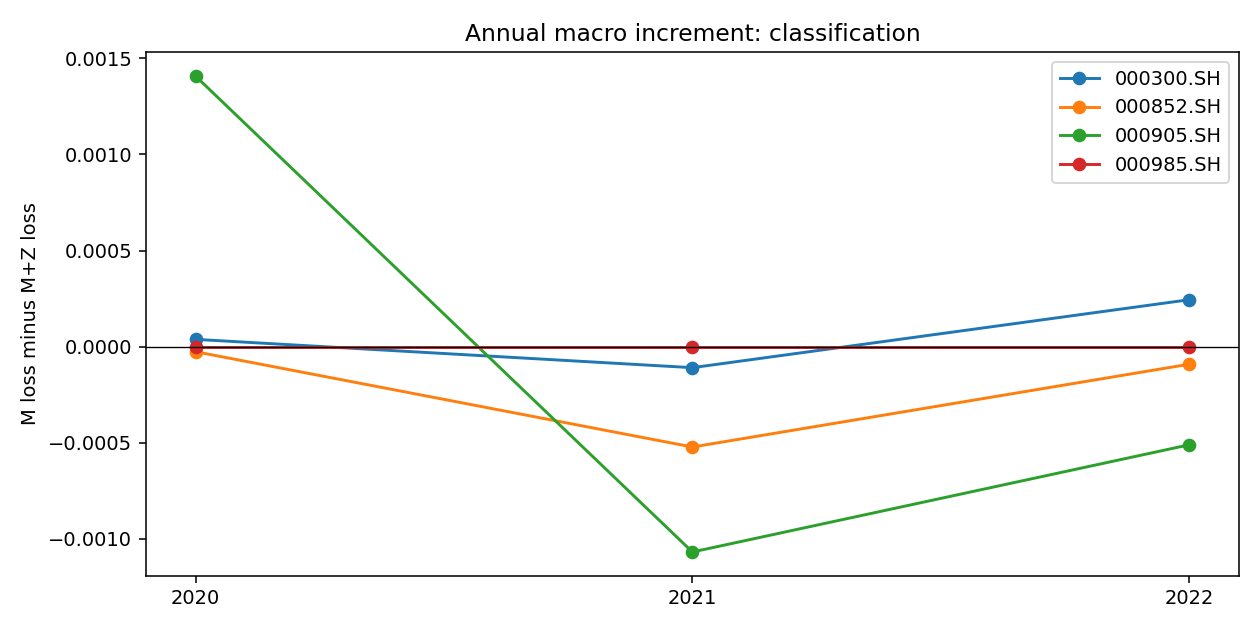 Annual macro increment: classification
M loss minus M+Z loss
0.0015
0.0010
0.0005
0.0000
−0.0005
−0.0010
2020
2021
2022
000300.SH
000852.SH
000905.SH
000985.SH